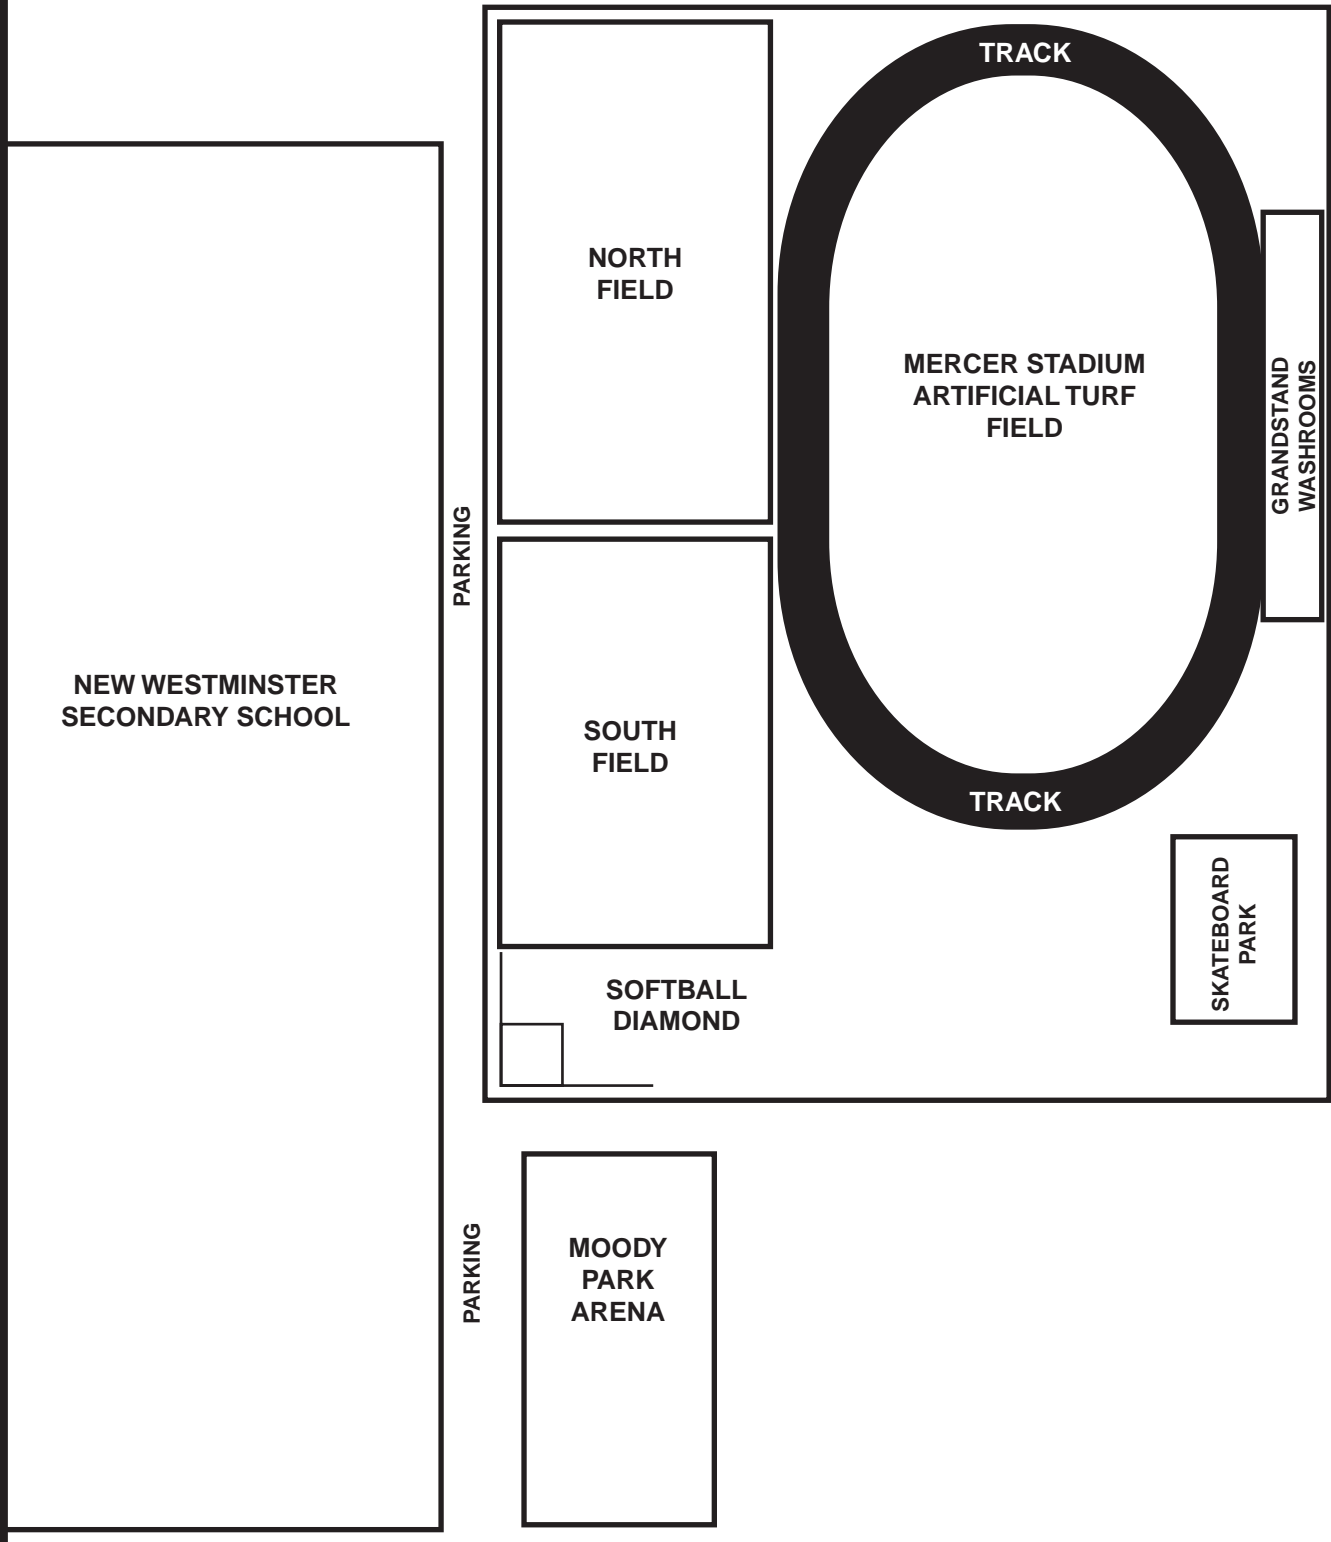 TRACK
NORTH
FIELD
MERCER STADIUM
ARTIFICIAL TURF
FIELD
GRANDSTAND
WASHROOMS
PARKING
NEW WESTMINSTER
SECONDARY SCHOOL
SOUTH
FIELD
TRACK
SKATEBOARD
PARK
SOFTBALL
DIAMOND
PARKING
MOODY
PARK
ARENA